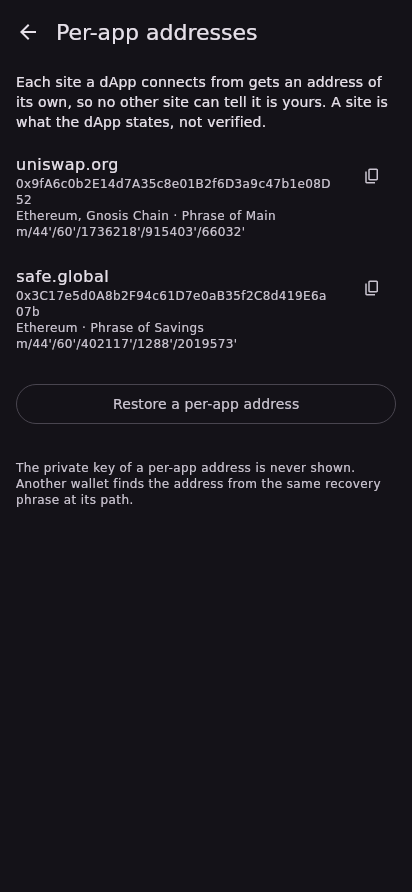 Per-app addresses
Each site a dApp connects from gets an address of
its own, so no other site can tell it is yours. A site is
what the dApp states, not verified.
uniswap.org
0x9fA6c0b2E14d7A35c8e01B2f6D3a9c47b1e08D
52
Ethereum, Gnosis Chain · Phrase of Main
m/44'/60'/1736218'/915403'/66032'
safe.global
0x3C17e5d0A8b2F94c61D7e0aB35f2C8d419E6a
07b
Ethereum · Phrase of Savings
m/44'/60'/402117'/1288'/2019573'
Restore a per-app address
The private key of a per-app address is never shown.
Another wallet finds the address from the same recovery
phrase at its path.